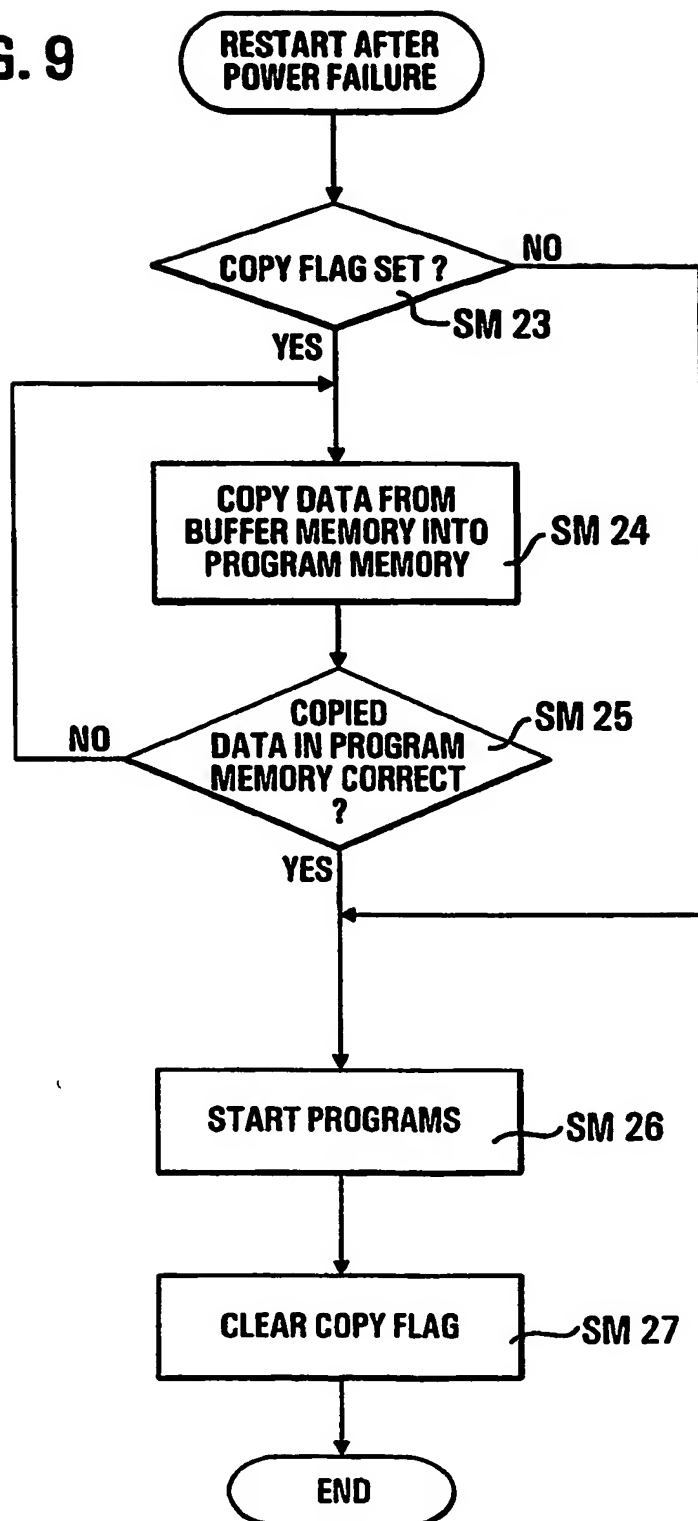 G. 9
RESTART AFTER
POWER FAILURE
COPY FLAG SET ?
NO
SM 23
YES
COPY DATA FROM
BUFFER MEMORY INTO
PROGRAM MEMORY
SM 24
COPIED
DATA IN PROGRAM
MEMORY CORRECT
?
SM 25
NO
YES
START PROGRAMS
SM 26
CLEAR COPY FLAG
SM 27
END